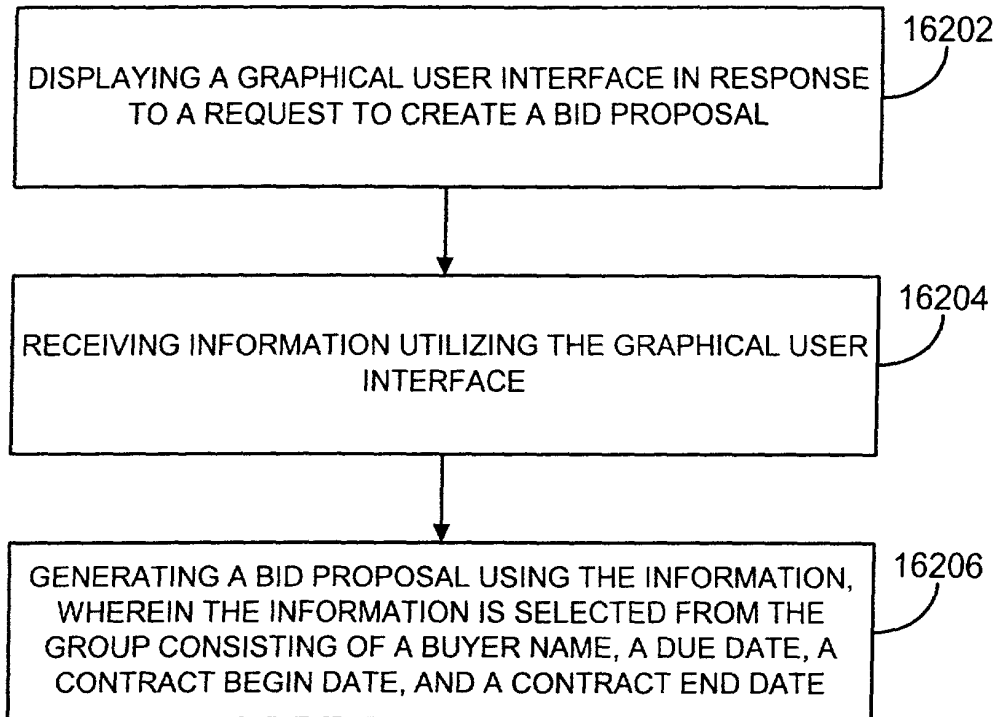 16202
DISPLAYING A GRAPHICAL USER INTERFACE IN RESPONSE
TO A REQUEST TO CREATE A BID PROPOSAL
16204
RECEIVING INFORMATION UTILIZING THE GRAPHICAL USER
INTERFACE
16206
GENERATING A BID PROPOSAL USING THE INFORMATION,
WHEREIN THE INFORMATION IS SELECTED FROM THE
GROUP CONSISTING OF A BUYER NAME, A DUE DATE, A
CONTRACT BEGIN DATE, AND A CONTRACT END DATE